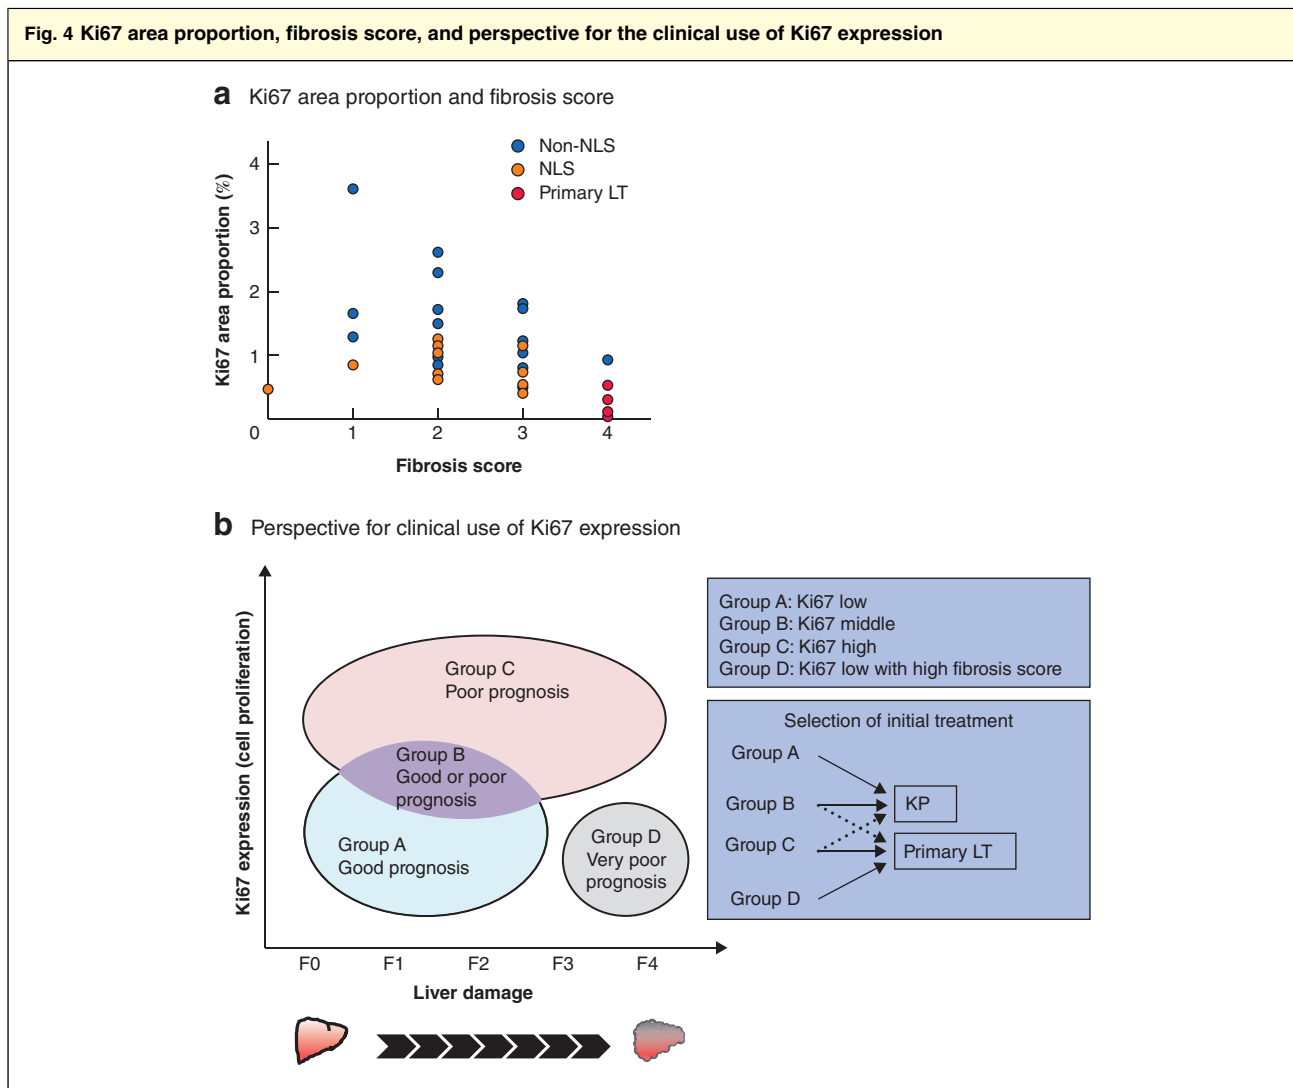 Fig. 4 Ki67 area proportion, fibrosis score, and perspective for the clinical use of Ki67 expression
a Ki67 area proportion and fibrosis score
Non-NLS
NLS
Primary LT
Ki67 area proportion (%)
4
3
2
1
0 1 2 3 4
Fibrosis score
b Perspective for clinical use of Ki67 expression
Ki67 expression (cell proliferation)
Group C
Poor prognosis
Group B
Good or poor
prognosis
Group A
Good prognosis
Group D
Very poor
prognosis
F0 F1 F2 F3 F4
Liver damage
Group A: Ki67 low
Group B: Ki67 middle
Group C: Ki67 high
Group D: Ki67 low with high fibrosis score
Selection of initial treatment
Group A
Group B
Group C
Group D
KP
Primary LT